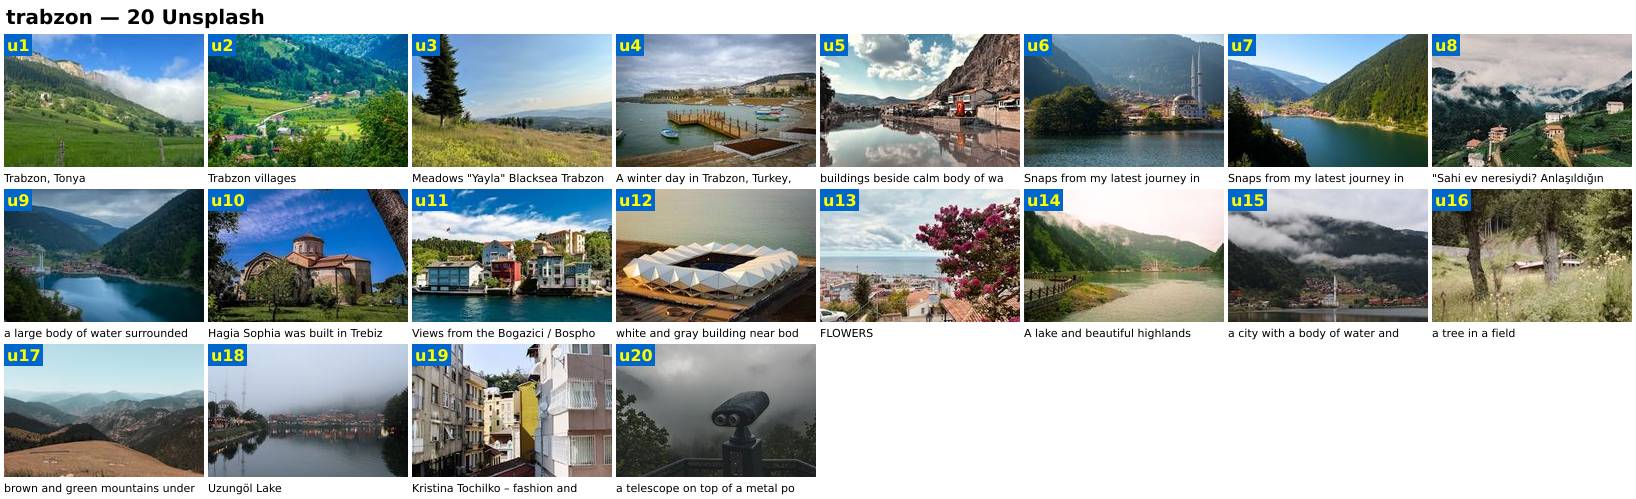 trabzon — 20 Unsplash
u1
u2
u3
u4
u5
u6
u7
u8
Trabzon, Tonya
Trabzon villages
Meadows "Yayla" Blacksea Trabzon
A winter day in Trabzon, Turkey,
buildings beside calm body of wa
Snaps from my latest journey in
Snaps from my latest journey in
"Sahi ev neresiydi? Anlaşıldığın
u9
u10
u11
u12
u13
u14
u15
u16
a large body of water surrounded
Hagia Sophia was built in Trebiz
Views from the Bogazici / Bospho
white and gray building near bod
FLOWERS
A lake and beautiful highlands
a city with a body of water and
a tree in a field
u17
u18
u19
u20
brown and green mountains under
Uzungöl Lake
Kristina Tochilko – fashion and
a telescope on top of a metal po